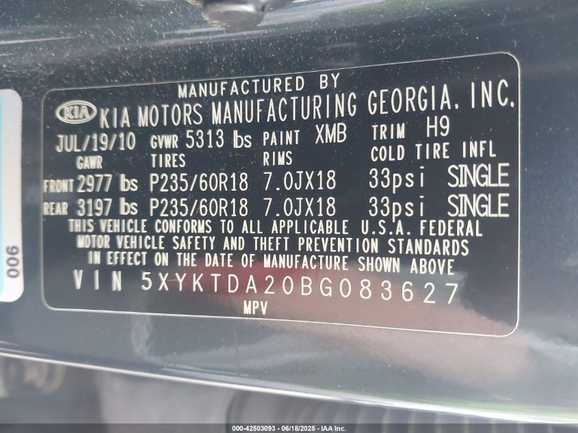 MANUFACTURED BY
KIA KIA MOTORS MANUFACTURING GEORGIA, INC.
JUL/19/10 GVWR 5313 lbs PAINT XMB TRIM H9
GAWR TIRES RIMS COLD TIRE INFL
FRONT 2977 lbs P235/60R18 7.0JX18 33psi SINGLE
REAR 3197 lbs P235/60R18 7.0JX18 33psi SINGLE
THIS VEHICLE CONFORMS TO ALL APPLICABLE U.S.A. FEDERAL
MOTOR VEHICLE SAFETY AND THEFT PREVENTION STANDARDS
IN EFFECT ON THE DATE OF MANUFACTURE SHOWN ABOVE
VIN 5XYKTDA20BG083627
MPV
006
000-42503093 - 06/18/2025 - IAA Inc.